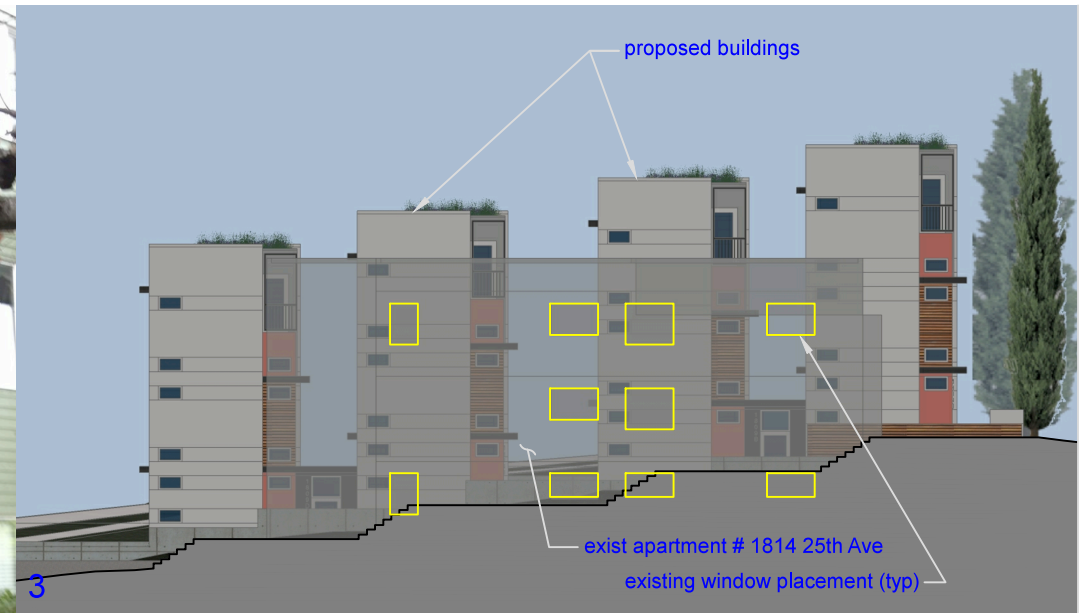 proposed buildings
exist apartment # 1814 25th Ave
existing window placement (typ)
3